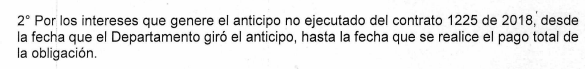 2° Por los intereses que genere el anticipo no ejecutado del contrato 1225 de 2018, desde
la fecha que el Departamento giró el anticipo, hasta la fecha que se realice el pago total de
la obligación.